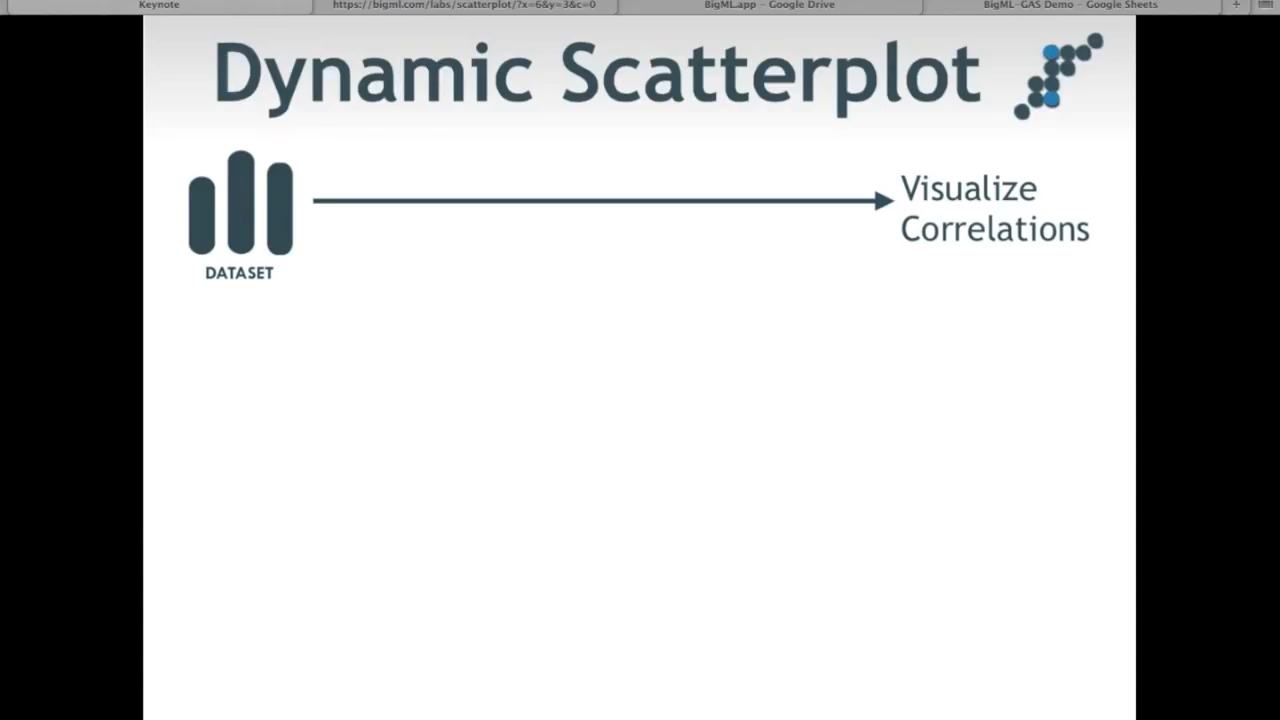 Keynote
https://bigml.com/labs/scatterplot/?x=6&y=3&c=0
BigML.app – Google Drive
BigML-GAS Demo – Google Sheets
+
Dynamic Scatterplot
Visualize
Correlations
DATASET